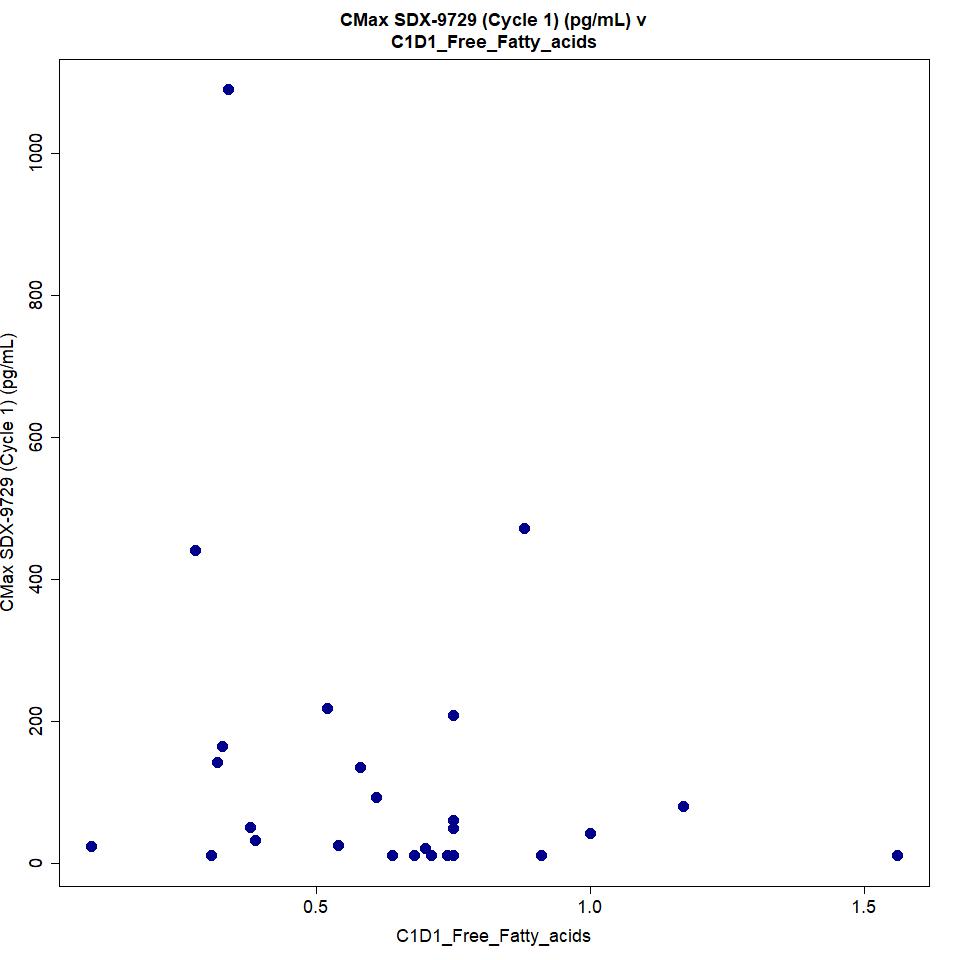 CMax SDX-9729 (Cycle 1) (pg/mL) v
C1D1_Free_Fatty_acids
CMax SDX-9729 (Cycle 1) (pg/mL)
1000
800
600
400
200
0
0.5
1.0
1.5
C1D1_Free_Fatty_acids